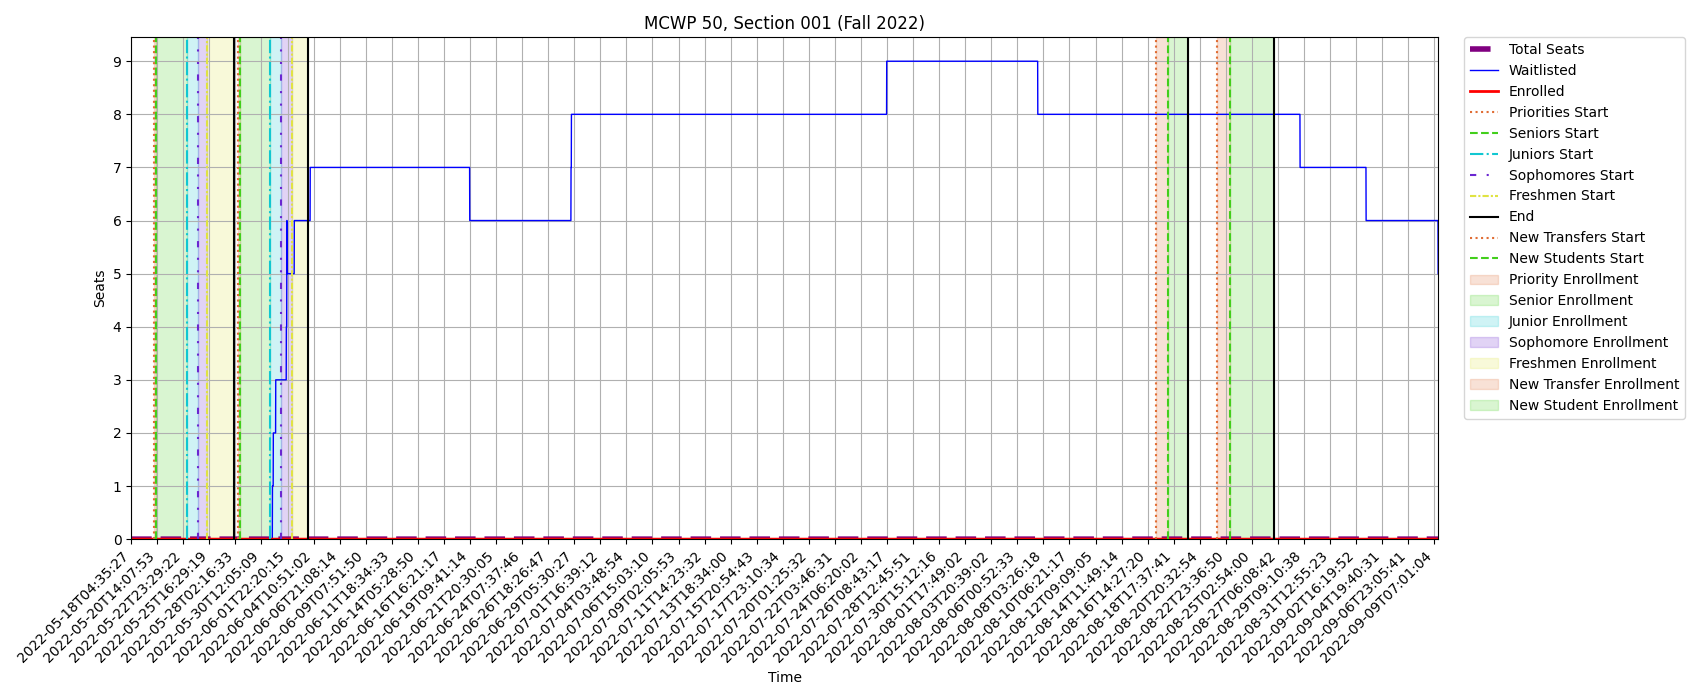 MCWP 50, Section 001 (Fall 2022)
9
8
7
6
5
4
3
2
1
0
Seats
2022-05-18T04:35:27
2022-05-20T14:07:53
2022-05-22T23:29:22
2022-05-25T16:29:19
2022-05-28T02:16:33
2022-05-30T12:05:09
2022-06-01T22:20:15
2022-06-04T10:51:02
2022-06-06T21:08:14
2022-06-09T07:51:50
2022-06-11T18:34:33
2022-06-14T05:28:50
2022-06-16T16:21:17
2022-06-19T09:41:14
2022-06-21T20:30:05
2022-06-24T07:37:46
2022-06-26T18:26:47
2022-06-29T05:30:27
2022-07-01T16:39:12
2022-07-04T03:48:54
2022-07-06T15:03:10
2022-07-09T02:05:53
2022-07-11T14:23:32
2022-07-13T18:34:00
2022-07-15T20:54:43
2022-07-17T23:10:34
2022-07-20T01:25:32
2022-07-22T03:46:31
2022-07-24T06:20:02
2022-07-26T08:43:17
2022-07-28T12:45:51
2022-07-30T15:12:16
2022-08-01T17:49:02
2022-08-03T20:39:02
2022-08-06T00:52:33
2022-08-08T03:26:18
2022-08-10T06:21:17
2022-08-12T09:09:05
2022-08-14T11:49:14
2022-08-16T14:27:20
2022-08-18T17:37:41
2022-08-20T20:32:54
2022-08-22T23:36:50
2022-08-25T02:54:00
2022-08-27T06:08:42
2022-08-29T09:10:38
2022-08-31T12:55:23
2022-09-02T16:19:52
2022-09-04T19:40:31
2022-09-06T23:05:41
2022-09-09T07:01:04
Time
Total Seats
Waitlisted
Enrolled
Priorities Start
Seniors Start
Juniors Start
Sophomores Start
Freshmen Start
End
New Transfers Start
New Students Start
Priority Enrollment
Senior Enrollment
Junior Enrollment
Sophomore Enrollment
Freshmen Enrollment
New Transfer Enrollment
New Student Enrollment